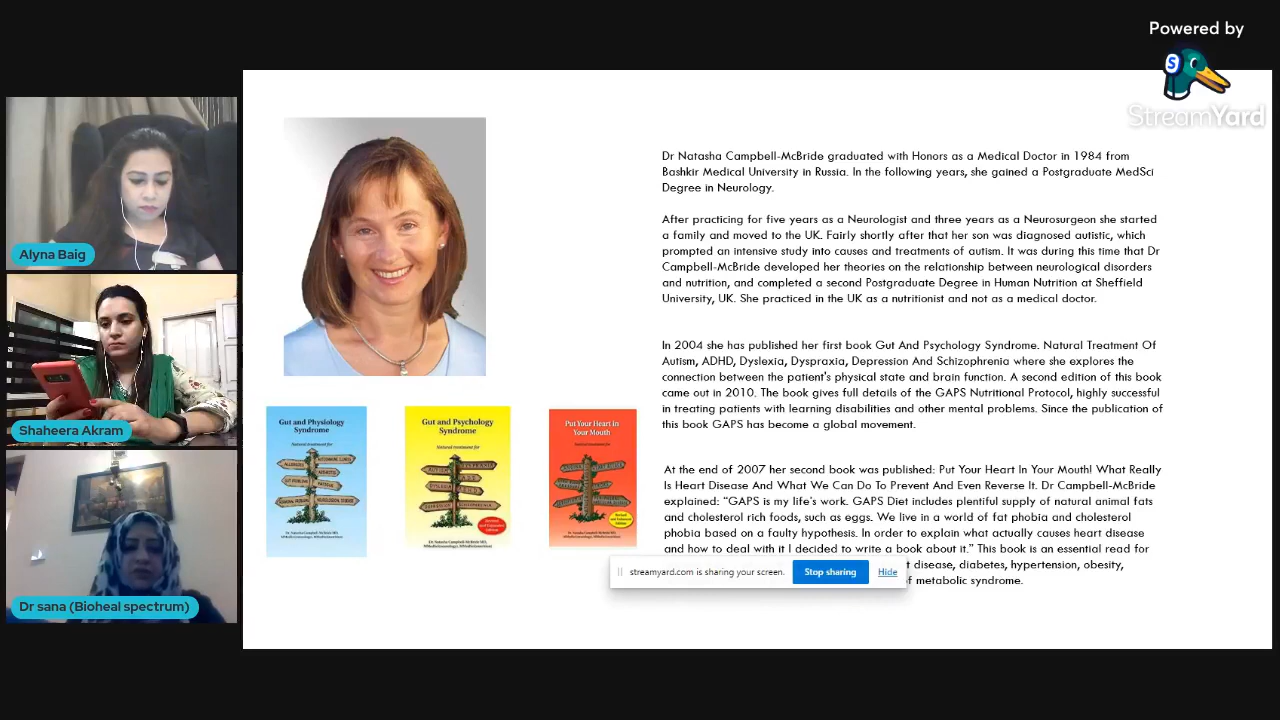 Powered by
StreamYard
Alyna Baig
Shaheera Akram
Dr sana (Bioheal spectrum)
Gut and Physiology
Syndrome
Natural treatment for
Gut and Psychology
Syndrome
Natural treatment for
Put Your Heart In
Your Mouth
Dr Natasha Campbell-McBride graduated with Honors as a Medical Doctor in 1984 from
Bashkir Medical University in Russia. In the following years, she gained a Postgraduate MedSci
Degree in Neurology.
After practicing for five years as a Neurologist and three years as a Neurosurgeon she started
a family and moved to the UK. Fairly shortly after that her son was diagnosed autistic, which
prompted an intensive study into causes and treatments of autism. It was during this time that Dr
Campbell-McBride developed her theories on the relationship between neurological disorders
and nutrition, and completed a second Postgraduate Degree in Human Nutrition at Sheffield
University, UK. She practiced in the UK as a nutritionist and not as a medical doctor.
In 2004 she has published her first book Gut And Psychology Syndrome. Natural Treatment Of
Autism, ADHD, Dyslexia, Dyspraxia, Depression And Schizophrenia where she explores the
connection between the patient's physical state and brain function. A second edition of this book
came out in 2010. The book gives full details of the GAPS Nutritional Protocol, highly successful
in treating patients with learning disabilities and other mental problems. Since the publication of
this book GAPS has become a global movement.
At the end of 2007 her second book was published: Put Your Heart In Your Mouth! What Really
Is Heart Disease And What We Can Do To Prevent And Even Reverse It. Dr Campbell-McBride
explained: "GAPS is my life's work. GAPS Diet includes plentiful supply of natural animal fats
and cholesterol rich foods, such as eggs. We live in a world of fat phobia and cholesterol
phobia based on a faulty hypothesis. In order to explain what actually causes heart disease
and how to deal with it I decided to write a book about it." This book is an essential read for
t disease, diabetes, hypertension, obesity,
f metabolic syndrome.
streamyard.com is sharing your screen.
Stop sharing
Hide